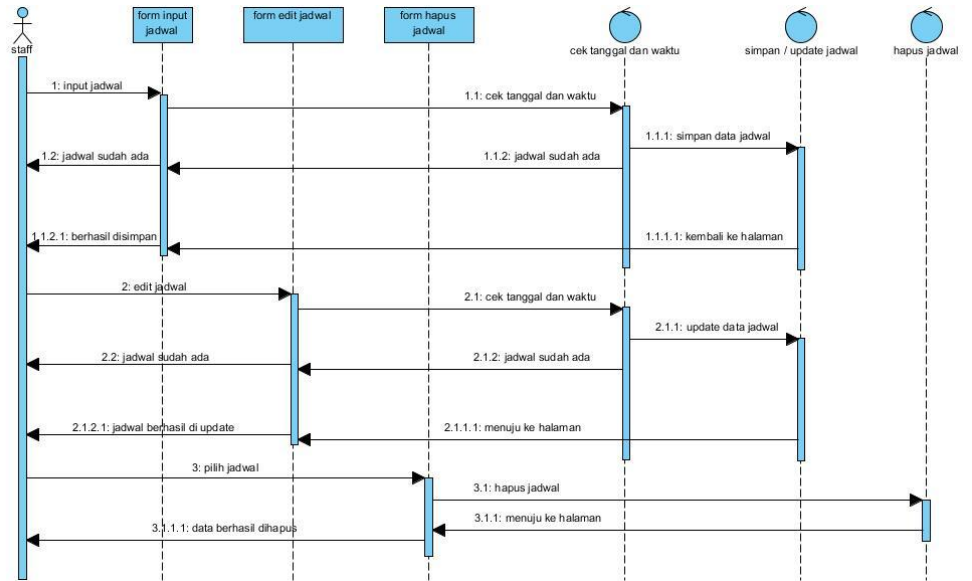 form input
jadwal
form edit jadwal
form hapus
jadwal
staff
cek tanggal dan waktu
simpan / update jadwal
hapus jadwal
1: input jadwal
1.1: cek tanggal dan waktu
1.1.1: simpan data jadwal
1.2: jadwal sudah ada
1.1.2: jadwal sudah ada
1.1.2.1: berhasil disimpan
1.1.1.1: kembali ke halaman
2: edit jadwal
2.1: cek tanggal dan waktu
2.1.1: update data jadwal
2.2: jadwal sudah ada
2.1.2: jadwal sudah ada
2.1.2.1: jadwal berhasil di update
2.1.1.1: menuju ke halaman
3: pilih jadwal
3.1: hapus jadwal
3.1.1: menuju ke halaman
3.1.1.1: data berhasil dihapus